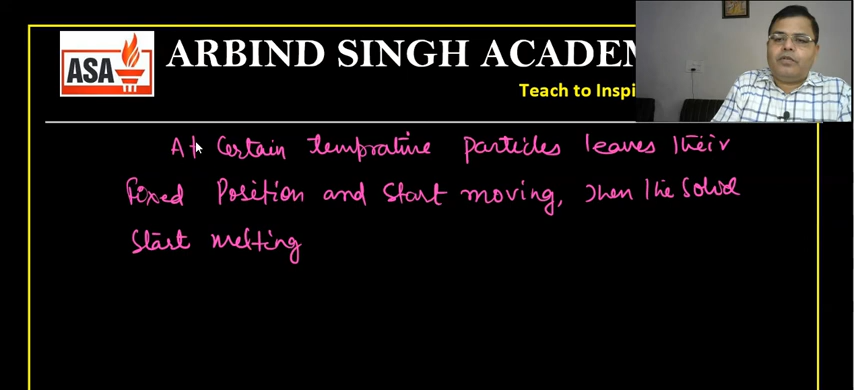 ASA
ARBIND SINGH ACADEM
Teach to Inspi
At Certain temprative particles leaves their
fixed Position and start moving, then the solid
start melting